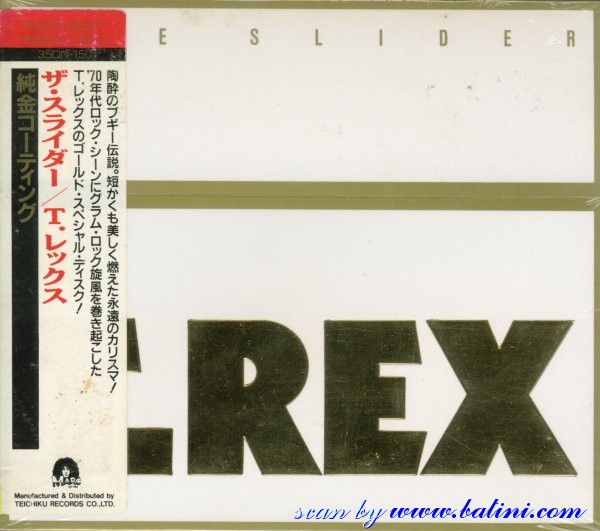 E SLIDER
35CN-150
陶酔のブギー伝説。短かくも美しく燃えた永遠のカリスマ！
'70年代ロック・シーンにグラム・ロック旋風を巻き起こした
T.レックスのゴールド・スペシャル・ディスク！
ザ・スライダー／T.レックス
純金コーティング
.REX
MARC
Manufactured & Distributed by
TEICHIKU RECORDS CO.,LTD.
scan by www.batini.com